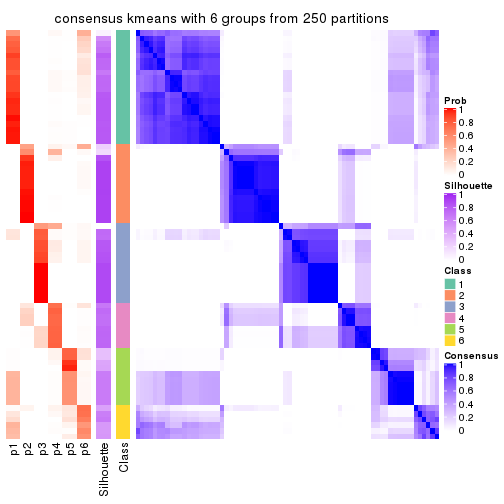 consensus kmeans with 6 groups from 250 partitions
Prob
1
0.8
0.6
0.4
0.2
0
Silhouette
1
0.8
0.6
0.4
0.2
0
Class
1
2
3
4
5
6
Consensus
1
0.8
0.6
0.4
0.2
0
p1
p2
p3
p4
p5
p6
Silhouette
Class